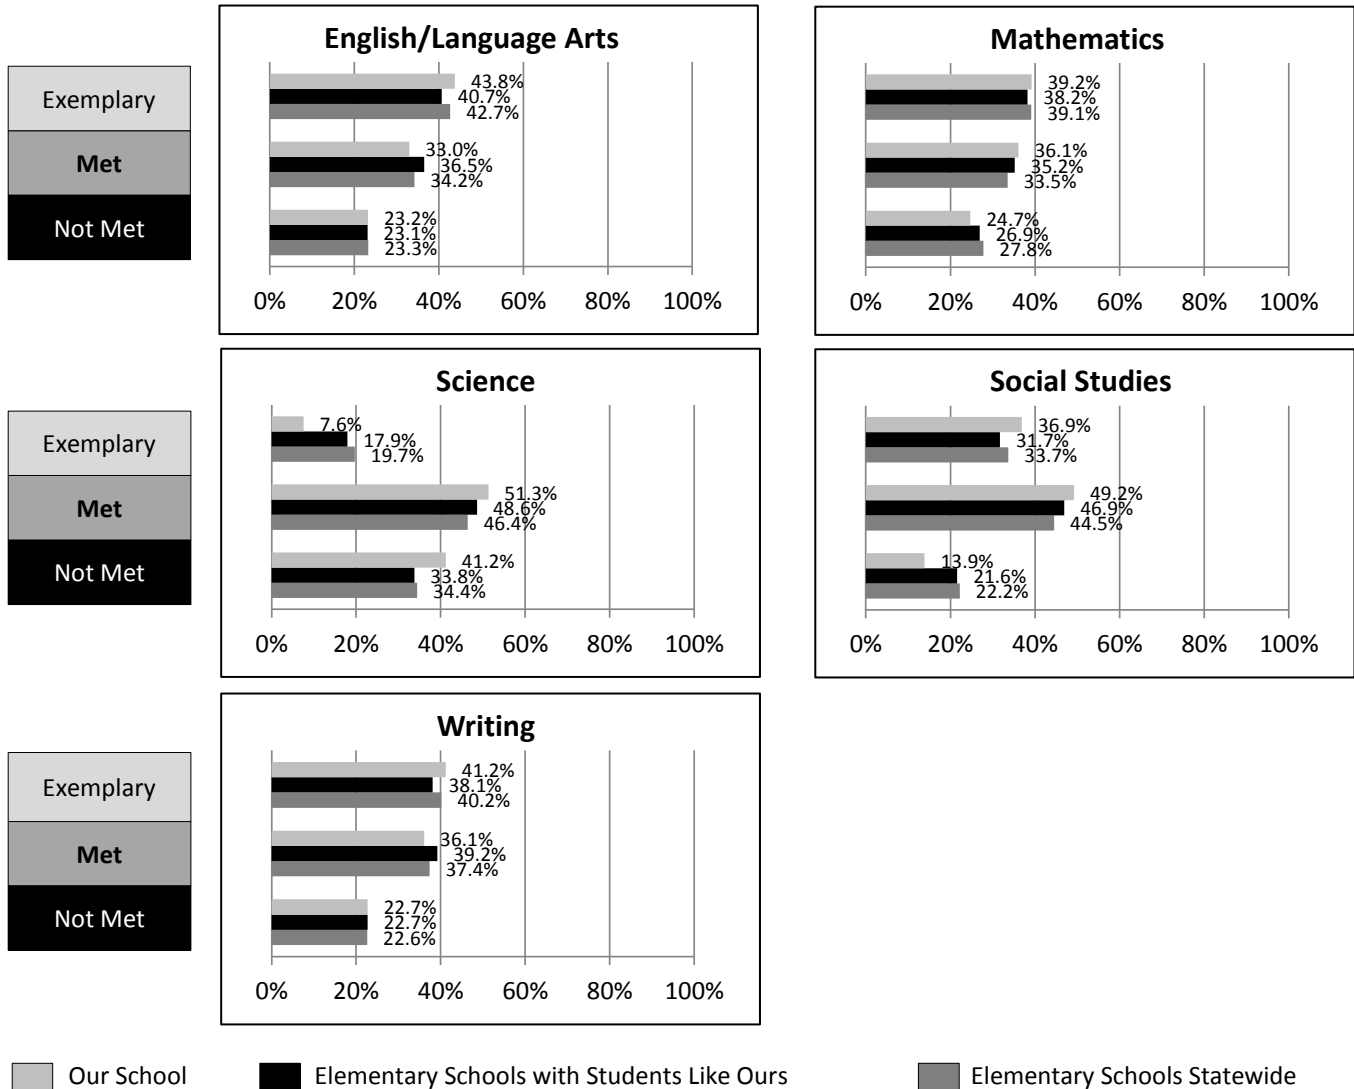 English/Language Arts
Exemplary
Met
Not Met
43.8%
40.7%
42.7%
33.0%
36.5%
34.2%
23.2%
23.1%
23.3%
0% 20% 40% 60% 80% 100%
Mathematics
39.2%
38.2%
39.1%
36.1%
35.2%
33.5%
24.7%
26.9%
27.8%
0% 20% 40% 60% 80% 100%
Science
Exemplary
Met
Not Met
7.6%
17.9%
19.7%
51.3%
48.6%
46.4%
41.2%
33.8%
34.4%
0% 20% 40% 60% 80% 100%
Social Studies
36.9%
31.7%
33.7%
49.2%
46.9%
44.5%
13.9%
21.6%
22.2%
0% 20% 40% 60% 80% 100%
Writing
Exemplary
Met
Not Met
41.2%
38.1%
40.2%
36.1%
39.2%
37.4%
22.7%
22.7%
22.6%
0% 20% 40% 60% 80% 100%
Our School Elementary Schools with Students Like Ours Elementary Schools Statewide